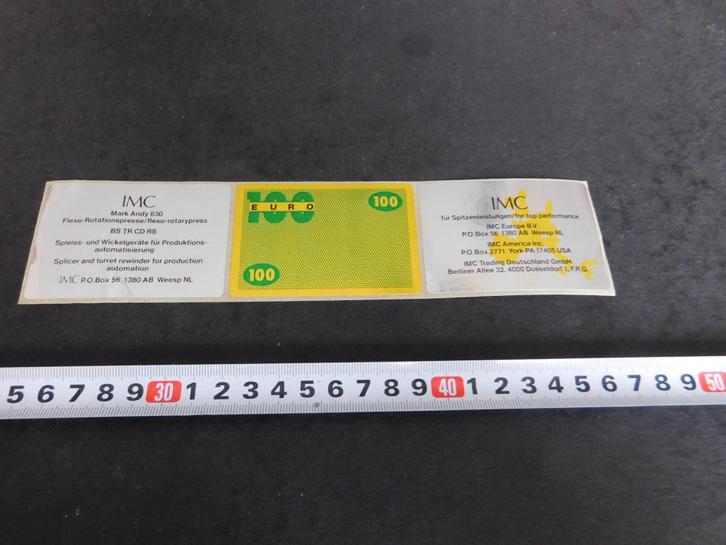 IMC
Mark Andy 830
Flexo-Rotationspresse/flexo-rotarypress
BS TR CD RS
Spleiss- und Wickelgeräte für Produktions-
automatisierung
Splicer and turret rewinder for production
automation
IMC P.O.Box 56 1380 AB Weesp NL
100
EURO
100
100
IMC
für Spitzenleistungen/for top performance
IMC Europe B.V.
P.O.Box 56 1380 AB Weesp NL
IMC America Inc.
P.O.Box 2771 York PA 17405 USA
IMC Trading Deutschland GmbH
Berliner Allee 32, 4000 Dusseldorf 1, F.R.G.
5 6 7 8 9 30 1 2 3 4 5 6 7 8 9 40 1 2 3 4 5 6 7 8 9 50